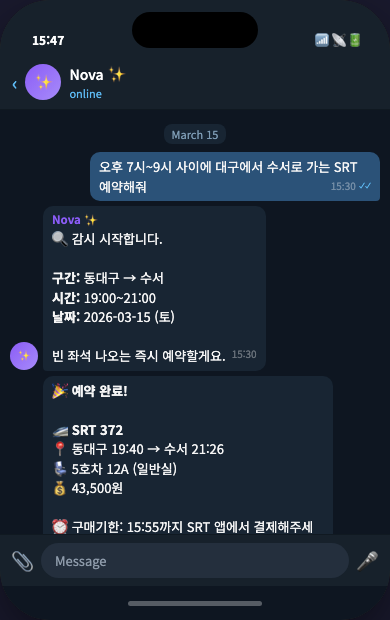 15:47
Nova ✨
online
March 15
오후 7시~9시 사이에 대구에서 수서로 가는 SRT
예약해줘
15:30 ✓✓
Nova ✨
🔍 감시 시작합니다.
구간: 동대구 → 수서
시간: 19:00~21:00
날짜: 2026-03-15 (토)
빈 좌석 나오는 즉시 예약할게요. 15:30
🎉 예약 완료!
🚄 SRT 372
📍 동대구 19:40 → 수서 21:26
💺 5호차 12A (일반실)
💰 43,500원
⏰ 구매기한: 15:55까지 SRT 앱에서 결제해주세
Message